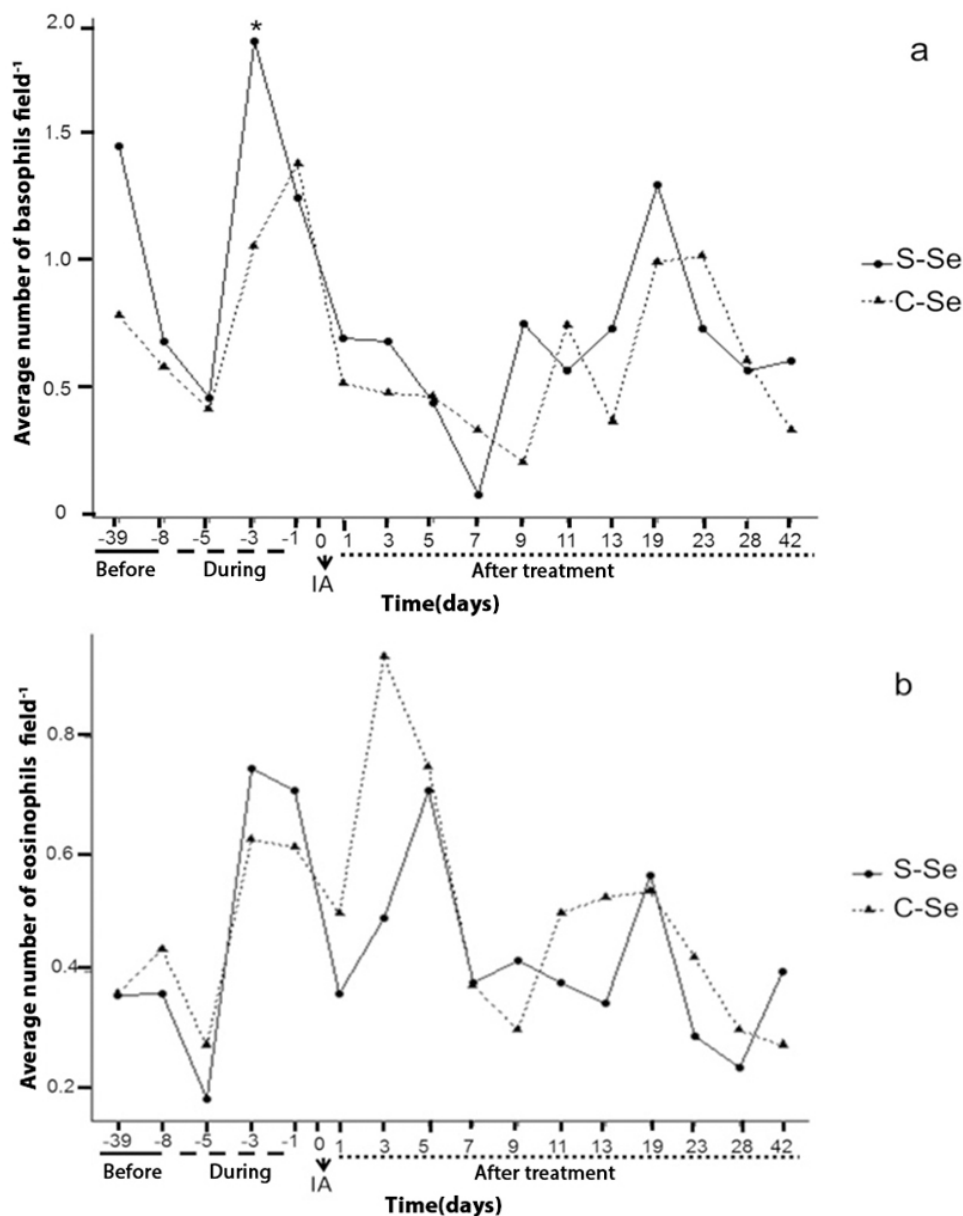 2.0
*
a
1.5
Average number of basophils field⁻¹
1.0
S-Se
C-Se
0.5
0
-39 -8 -5 -3 -1 0 1 3 5 7 9 11 13 19 23 28 42
Before During After treatment
IA
Time(days)
b
0.8
Average number of eosinophils field⁻¹
0.6
S-Se
C-Se
0.4
0.2
-39 -8 -5 -3 -1 0 1 3 5 7 9 11 13 19 23 28 42
Before During After treatment
IA
Time(days)